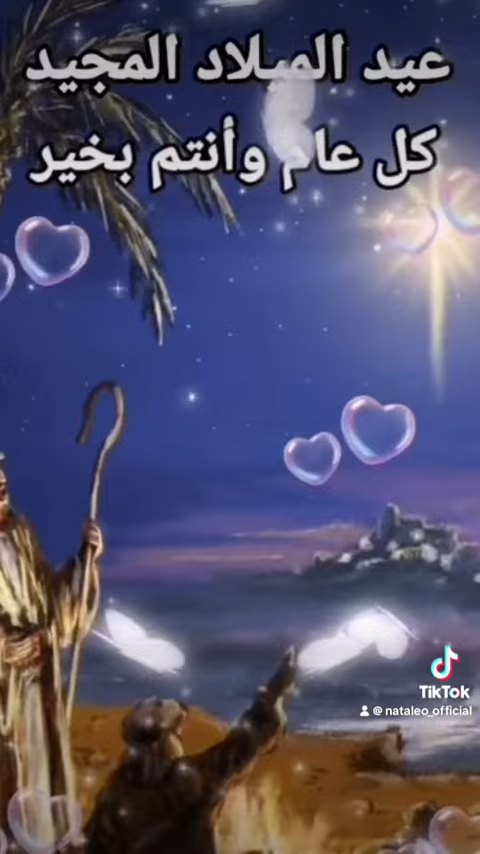 عيد الميلاد المجيد
كل عام وأنتم بخير
TikTok
@nataleo_official